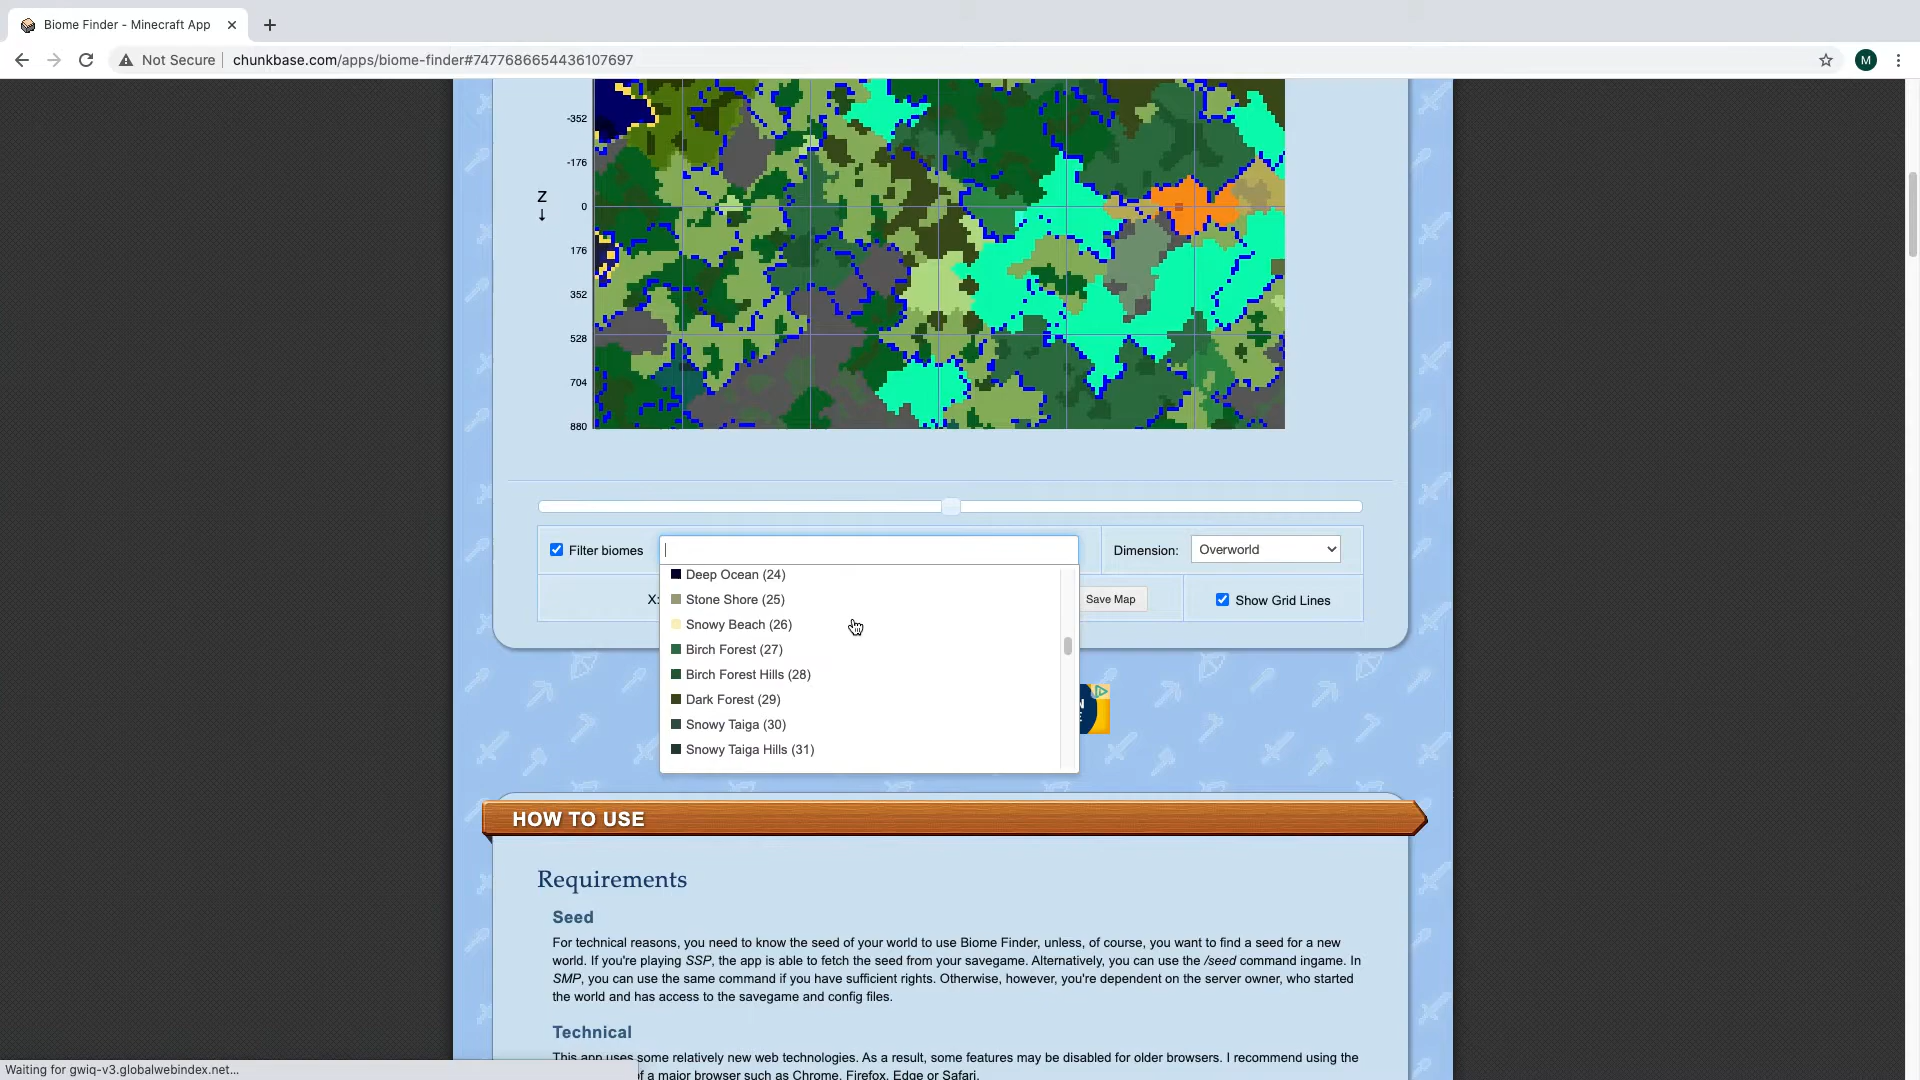 Biome Finder - Minecraft App
Not Secure
chunkbase.com/apps/biome-finder#7477686654436107697
M
-352
-176
Z
↓
0
176
352
528
704
880
Filter biomes
Dimension:
Overworld
X:
Save Map
Show Grid Lines
Deep Ocean (24)
Stone Shore (25)
Snowy Beach (26)
Birch Forest (27)
Birch Forest Hills (28)
Dark Forest (29)
Snowy Taiga (30)
Snowy Taiga Hills (31)
HOW TO USE
Requirements
Seed
For technical reasons, you need to know the seed of your world to use Biome Finder, unless, of course, you want to find a seed for a new
world. If you're playing SSP, the app is able to fetch the seed from your savegame. Alternatively, you can use the /seed command ingame. In
SMP, you can use the same command if you have sufficient rights. Otherwise, however, you're dependent on the server owner, who started
the world and has access to the savegame and config files.
Technical
This app uses some relatively new web technologies. As a result, some features may be disabled for older browsers. I recommend using the
of a major browser such as Chrome, Firefox, Edge or Safari.
Waiting for gwiq-v3.globalwebindex.net...